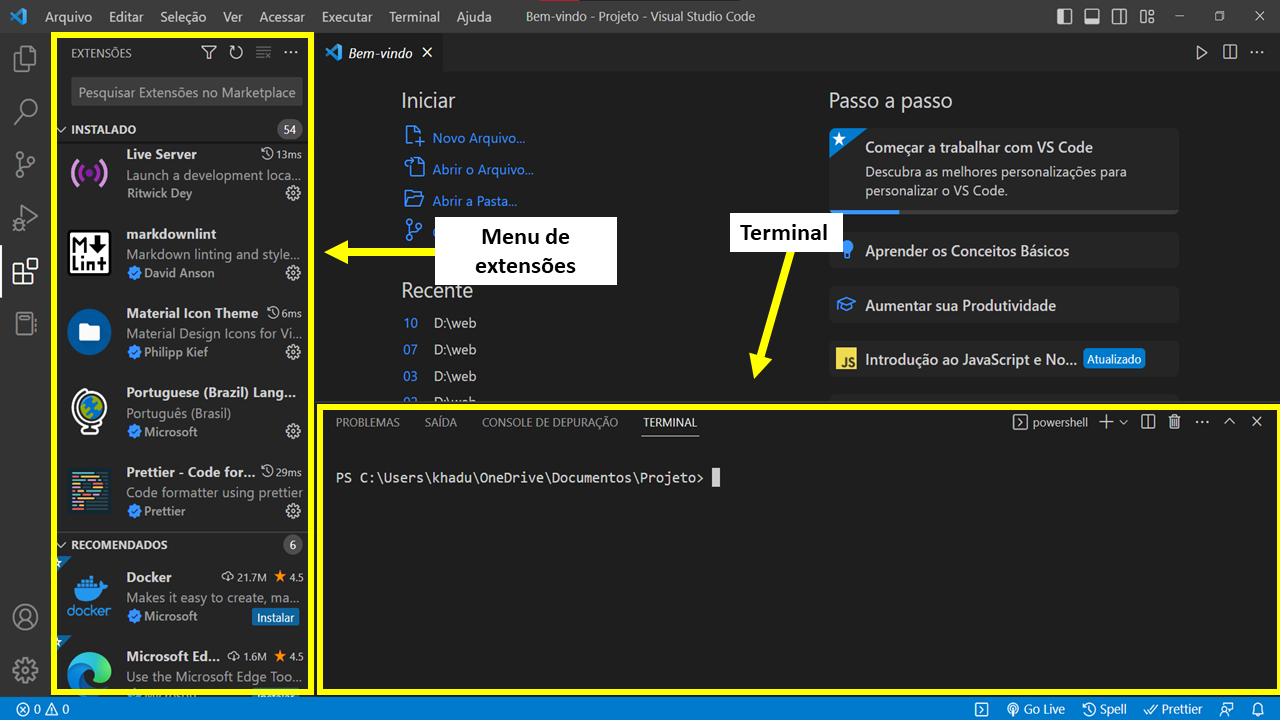 Arquivo Editar Seleção Ver Acessar Executar Terminal Ajuda Bem-vindo - Projeto - Visual Studio Code
EXTENSÕES
Pesquisar Extensões no Marketplace
INSTALADO 54
Live Server 13ms
Launch a development loca...
Ritwick Dey
markdownlint
Markdown linting and style...
David Anson
Material Icon Theme 6ms
Material Design Icons for Vi...
Philipp Kief
Portuguese (Brazil) Lang...
Português (Brasil)
Microsoft
Prettier - Code for... 29ms
Code formatter using prettier
Prettier
RECOMENDADOS 6
Docker 21.7M 4.5
Makes it easy to create, ma...
Microsoft Instalar
Microsoft Ed... 1.6M 4.5
Use the Microsoft Edge Too...
M↓
Lint
docker
Bem-vindo
Iniciar
Novo Arquivo...
Abrir o Arquivo...
Abrir a Pasta...
Menu de
extensões
Recente
10 D:\web
07 D:\web
03 D:\web
Passo a passo
Começar a trabalhar com VS Code
Descubra as melhores personalizações para
personalizar o VS Code.
Terminal
Aprender os Conceitos Básicos
Aumentar sua Produtividade
JS Introdução ao JavaScript e No... Atualizado
PROBLEMAS SAÍDA CONSOLE DE DEPURAÇÃO TERMINAL powershell
PS C:\Users\khadu\OneDrive\Documentos\Projeto>
0 0 Go Live Spell Prettier